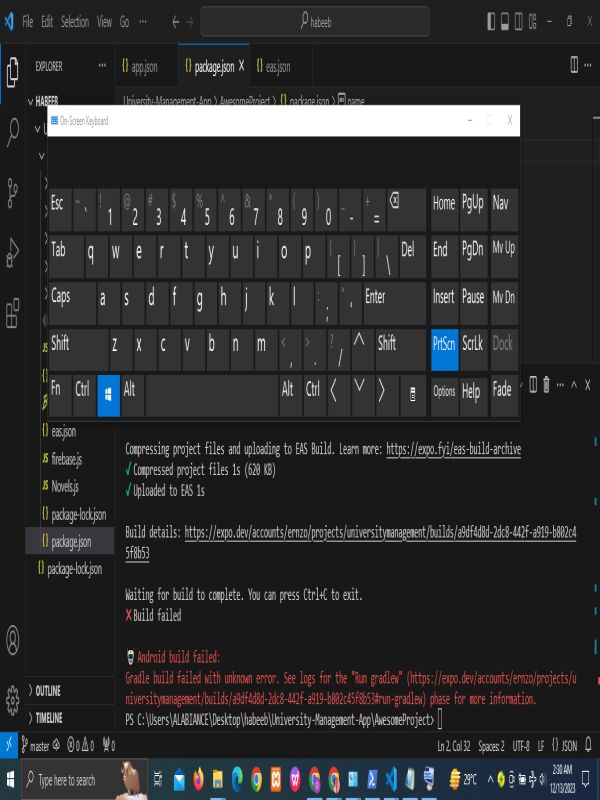 File Edit Selection View Go ... habeeb
EXPLORER ...
app.json package.json eas.json
HABEEB
University-Management-App > AwesomeProject > package.json > name
On-Screen Keyboard
Esc ~ ` ! 1 @ 2 # 3 $ 4 % 5 ^ 6 & 7 * 8 ( 9 ) 0 _ - + = Home PgUp Nav
Tab q w e r t y u i o p { [ } ] | \ Del End PgDn Mv Up
Caps a s d f g h j k l : ; " ' Enter Insert Pause Mv Dn
Shift z x c v b n m < , > . ? / Shift PrtScn ScrLk Dock
Fn Ctrl Alt Alt Ctrl Options Help Fade
eas.json
JS firebase.js
JS Novels.js
package-lock.json
package.json
package-lock.json
OUTLINE
TIMELINE
Compressing project files and uploading to EAS Build. Learn more: https://expo.fyi/eas-build-archive
√ Compressed project files 1s (620 KB)
√ Uploaded to EAS 1s
Build details: https://expo.dev/accounts/ernzo/projects/universitymanagement/builds/a9df4d8d-2dc8-442f-a919-b802c4
5f8b53
Waiting for build to complete. You can press Ctrl+C to exit.
Build failed
Android build failed:
Gradle build failed with unknown error. See logs for the "Run gradlew" (https://expo.dev/accounts/ernzo/projects/u
niversitymanagement/builds/a9df4d8d-2dc8-442f-a919-b802c45f8b53#run-gradlew) phase for more information.
PS C:\Users\ALABIANCE\Desktop\habeeb\University-Management-App\AwesomeProject>
master 0 0 0 Ln 2, Col 32 Spaces: 2 UTF-8 LF {} JSON
Type here to search 29°C 2:30 AM
12/13/2023